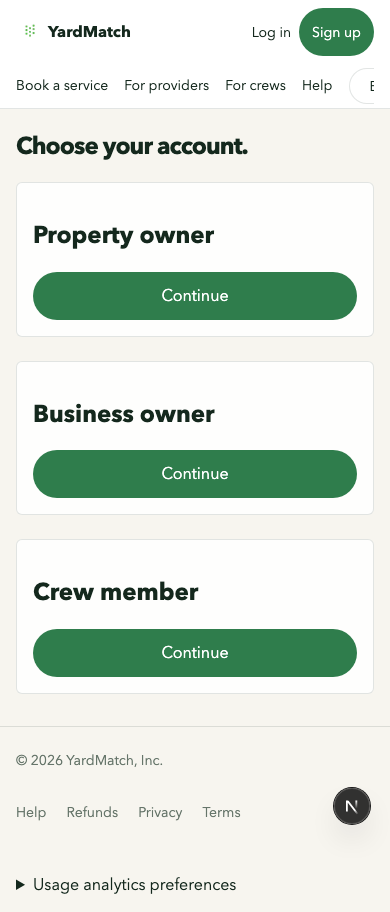 YardMatch
Log in
Sign up
Book a service
For providers
For crews
Help
Choose your account.
Property owner
Continue
Business owner
Continue
Crew member
Continue
© 2026 YardMatch, Inc.
Help
Refunds
Privacy
Terms
N
Usage analytics preferences